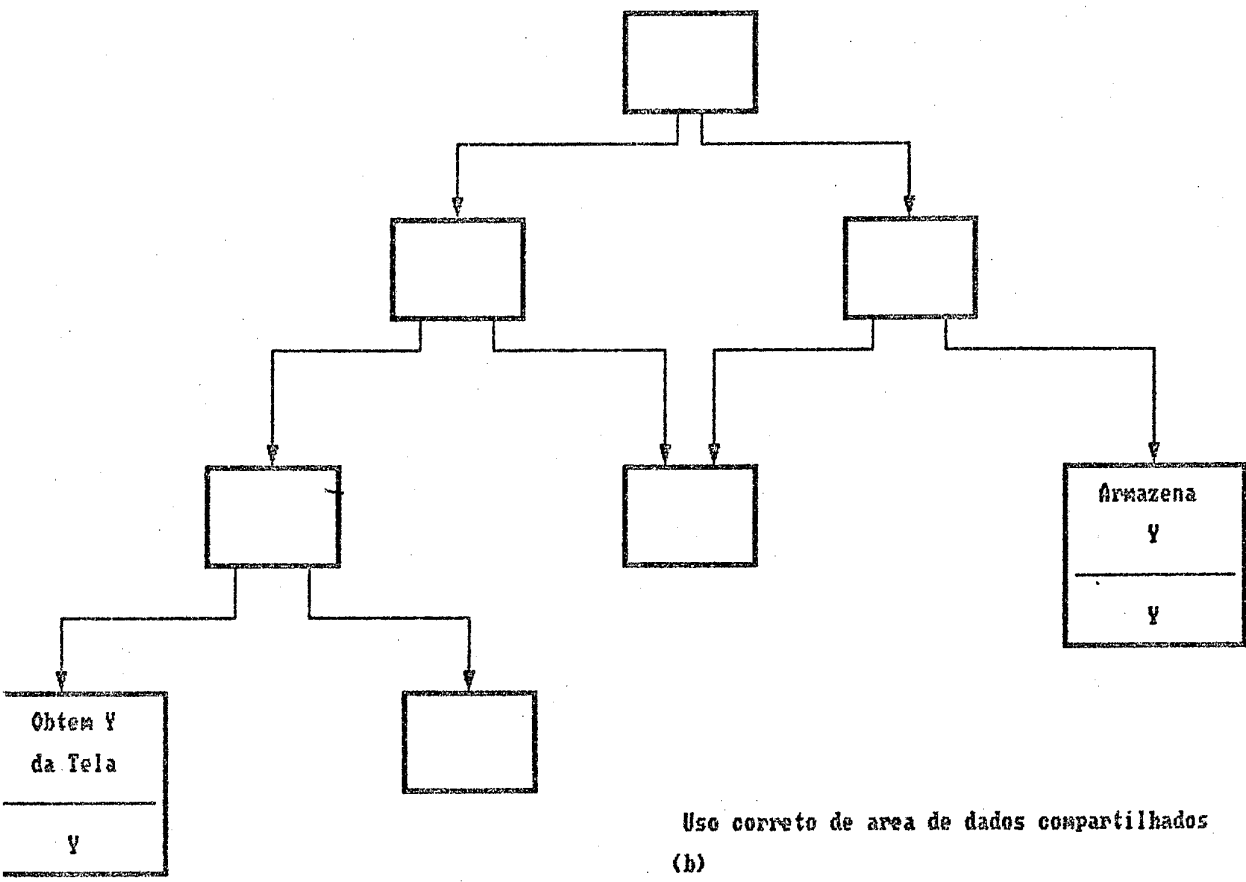 Armazena
Y
Y
Obtem Y
da Tela
Y
Uso correto de area de dados compartilhados
(b)